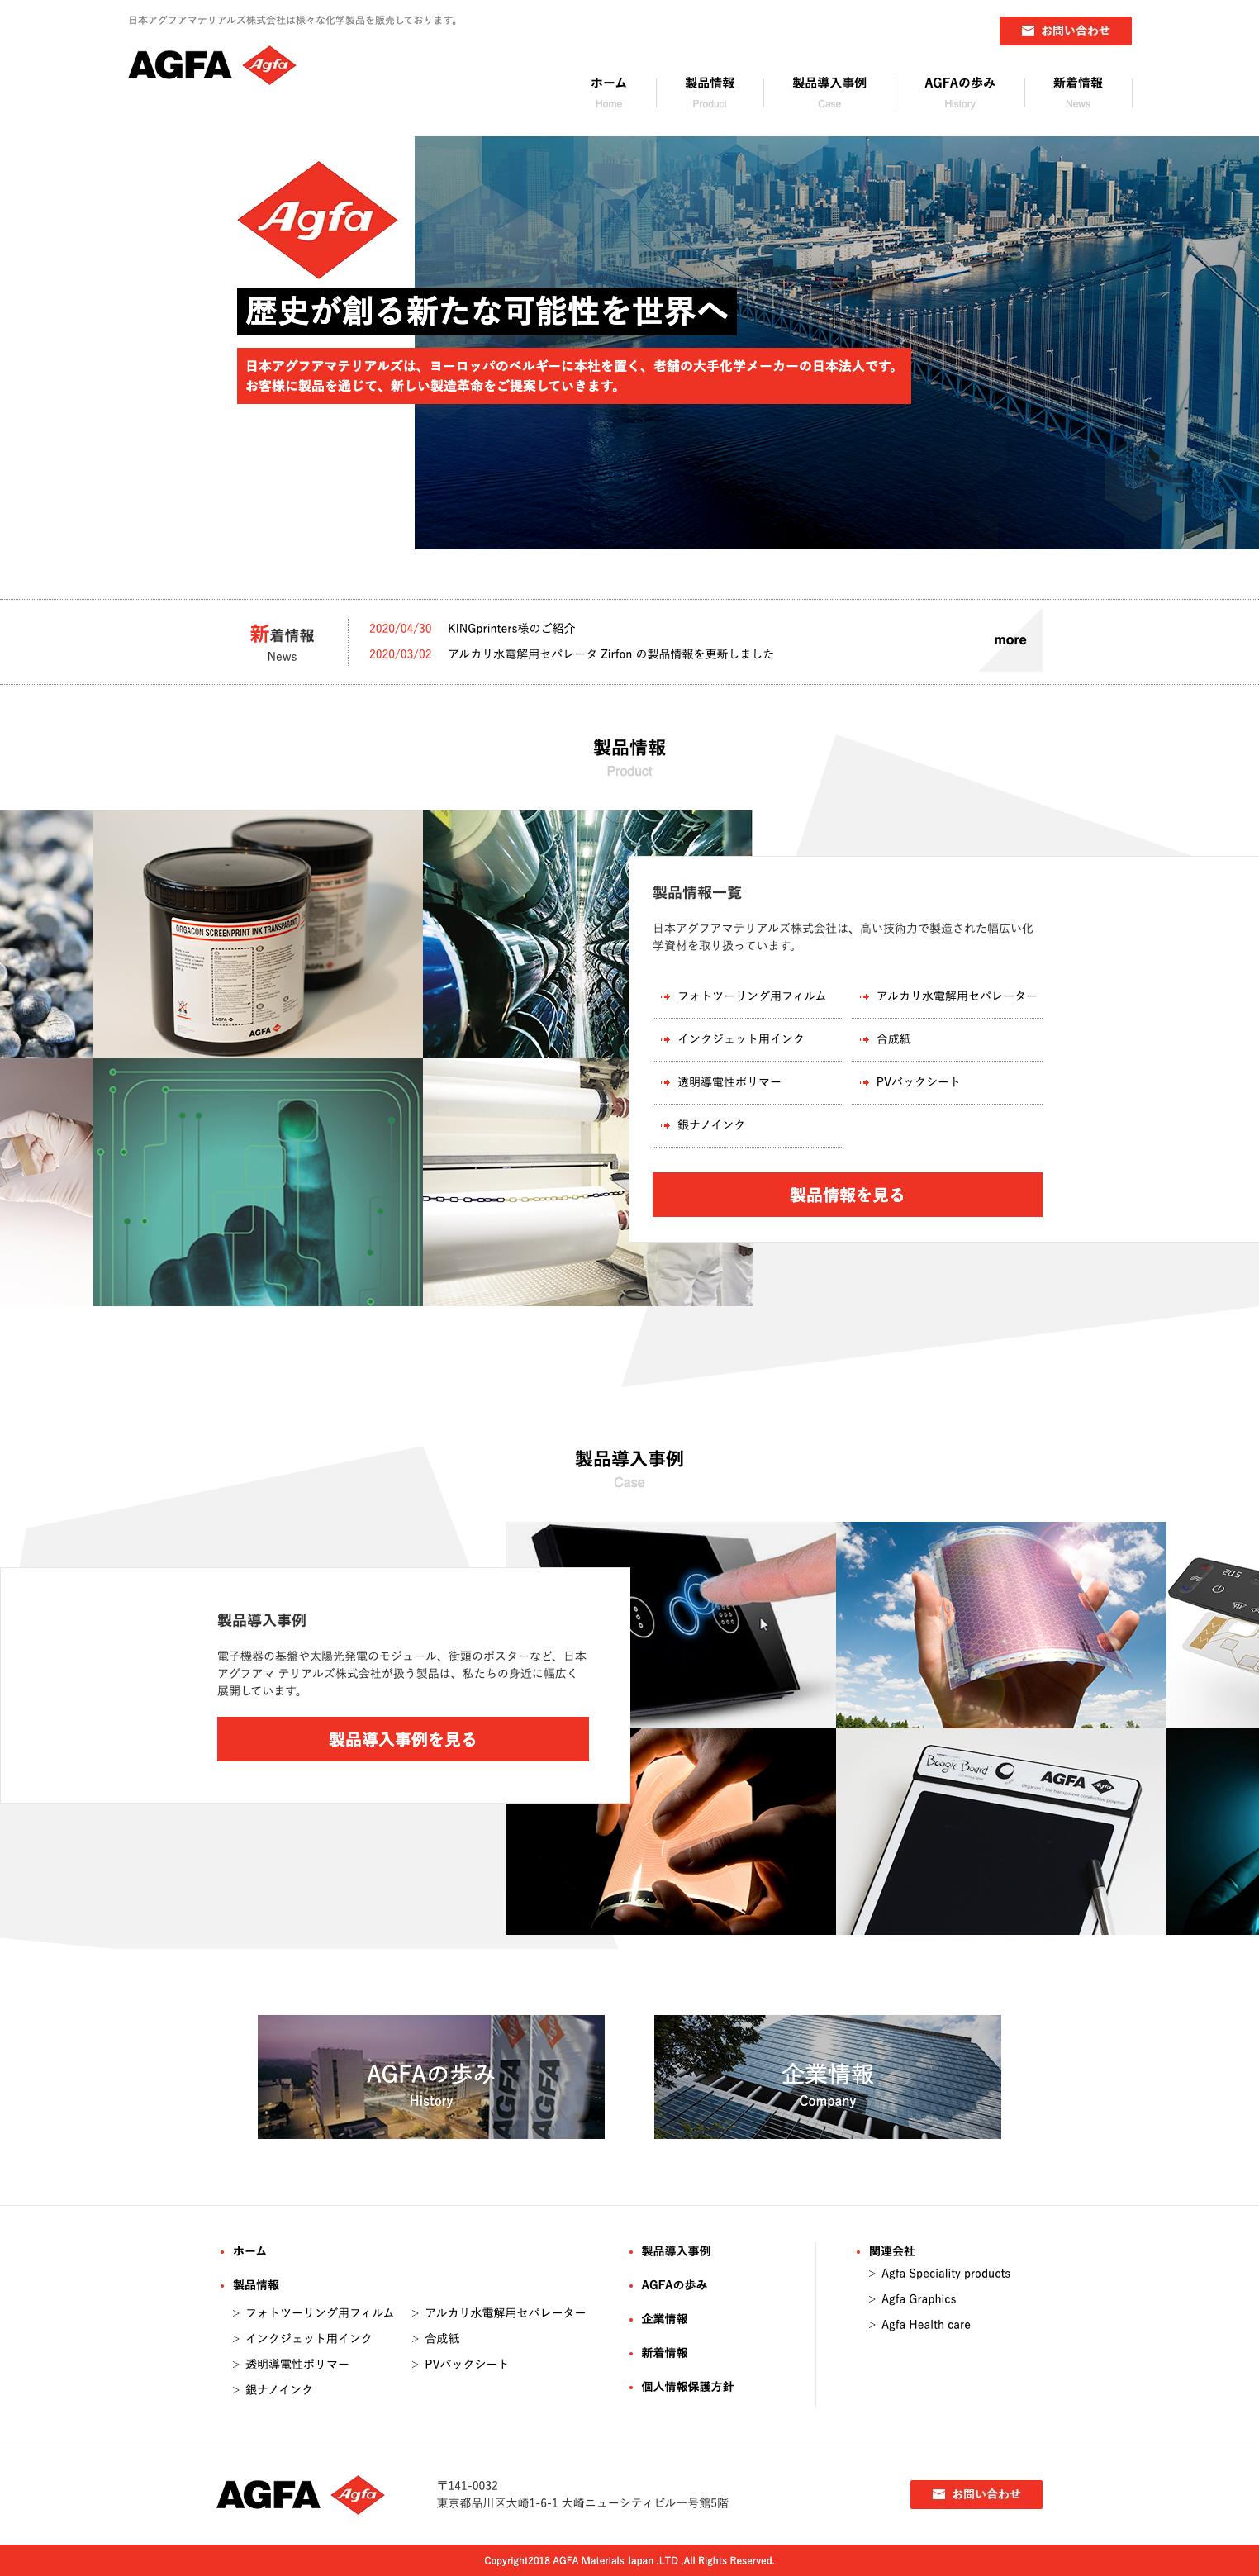 日本アグフアマテリアルズ株式会社は様々な化学製品を販売しております。
お問い合わせ
AGFA Agfa
ホーム 製品情報 製品導入事例 AGFAの歩み 新着情報
Home Product Case History News
Agfa
歴史が創る新たな可能性を世界へ
日本アグフアマテリアルズは、ヨーロッパのベルギーに本社を置く、老舗の大手化学メーカーの日本法人です。
お客様に製品を通じて、新しい製造革命をご提案していきます。
新着情報
News
2020/04/30 KINGprinters様のご紹介
2020/03/02 アルカリ水電解用セパレータ Zirfon の製品情報を更新しました
more
製品情報
Product
ORGACON SCREENPRINT INK TRANSPARANT
AGFA
AGFA
製品情報一覧
日本アグフアマテリアルズ株式会社は、高い技術力で製造された幅広い化
学資材を取り扱っています。
フォトツーリング用フィルム アルカリ水電解用セパレーター
インクジェット用インク 合成紙
透明導電性ポリマー PVバックシート
銀ナノインク
製品情報を見る
製品導入事例
Case
20.5
製品導入事例
電子機器の基盤や太陽光発電のモジュール、街頭のポスターなど、日本
アグフアマ テリアルズ株式会社が扱う製品は、私たちの身近に幅広く
展開しています。
製品導入事例を見る
Boogie Board AGFA
AGFAの歩み
History
AGFA AGFA
企業情報
Company
ホーム
製品情報
> フォトツーリング用フィルム > アルカリ水電解用セパレーター
> インクジェット用インク > 合成紙
> 透明導電性ポリマー > PVバックシート
> 銀ナノインク
製品導入事例
AGFAの歩み
企業情報
新着情報
個人情報保護方針
関連会社
> Agfa Speciality products
> Agfa Graphics
> Agfa Health care
AGFA Agfa
〒141-0032
東京都品川区大崎1-6-1 大崎ニューシティビル一号館5階
お問い合わせ
Copyright2018 AGFA Materials Japan .LTD ,All Rights Reserved.